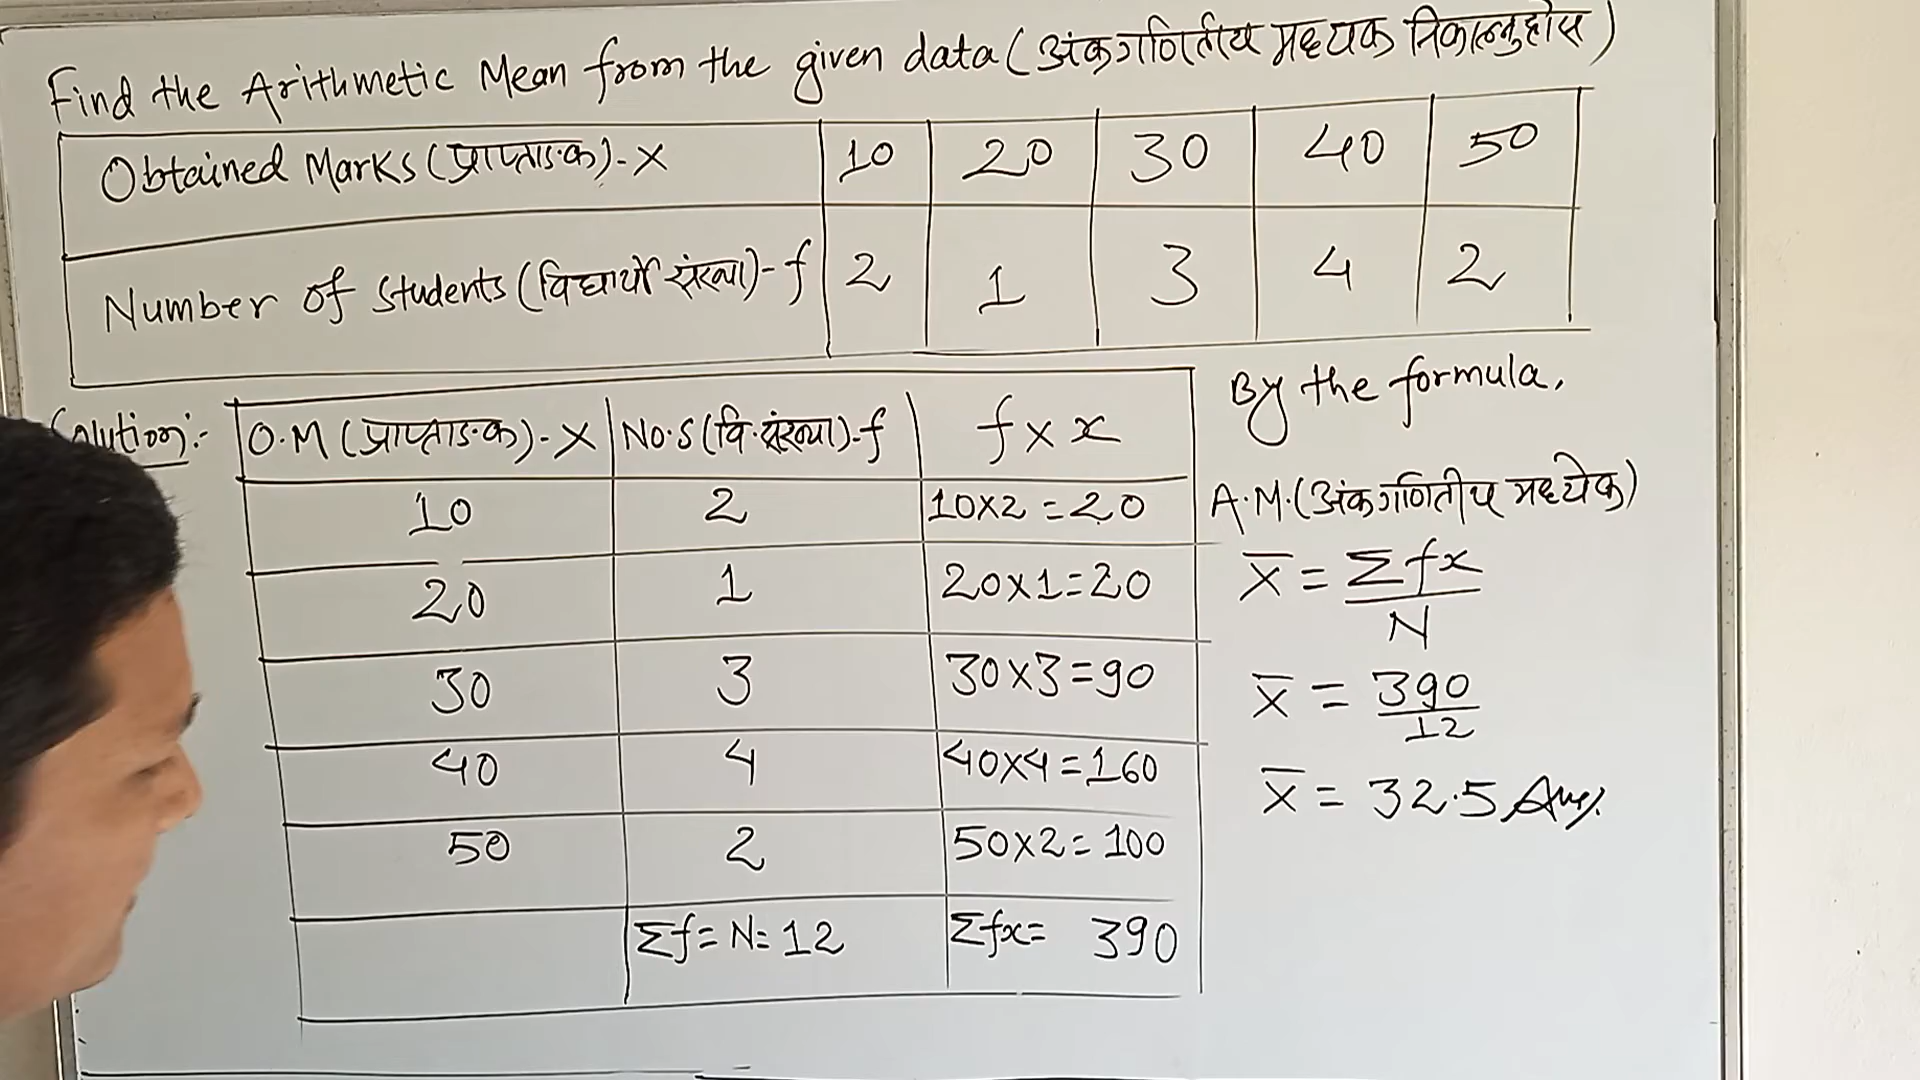 Find the Arithmetic Mean from the given data (अंकगणितीय मध्यक निकाल्नुहोस)
Obtained Marks (प्राप्ताङ्क) - X 10 20 30 40 50
Number of students (विद्यार्थी संख्या) - f 2 1 3 4 2
Solution:-
O.M (प्राप्ताङ्क) - X No.S (वि. संख्या) - f f × x
10 2 10×2 = 20
20 1 20×1 = 20
30 3 30×3 = 90
40 4 40×4 = 160
50 2 50×2 = 100
Σf = N = 12 Σfx = 390
By the formula,
A.M. (अंकगणितीय मध्येक)
X̄ = Σfx / N
X̄ = 390 / 12
X̄ = 32.5 Ans.